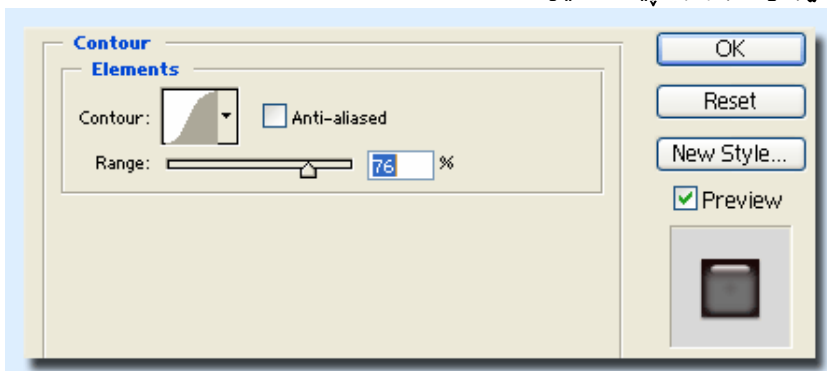 Contour
Elements
Contour:
Anti-aliased
Range: 76 %
OK
Reset
New Style...
Preview